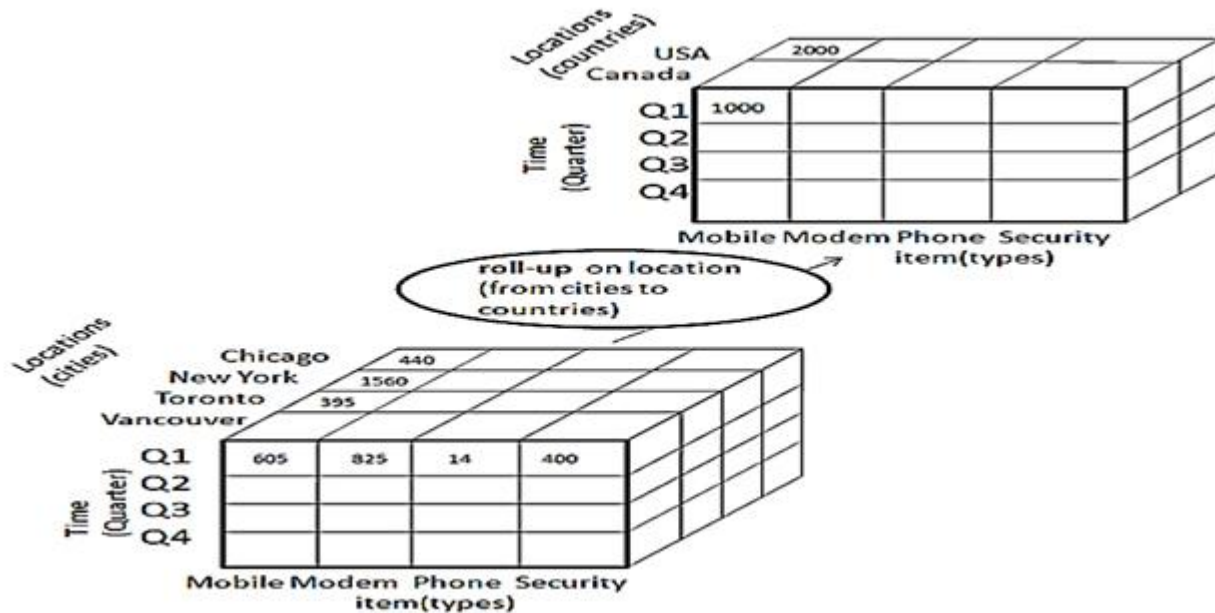 Locations
(countries)
USA
Canada
2000
Time
(Quarter)
Q1
Q2
Q3
Q4
1000
Mobile Modem Phone Security
item(types)
roll-up on location
(from cities to
countries)
Locations
(cities)
Chicago
New York
Toronto
Vancouver
440
1560
395
Time
(Quarter)
Q1
Q2
Q3
Q4
605 825 14 400
Mobile Modem Phone Security
item(types)